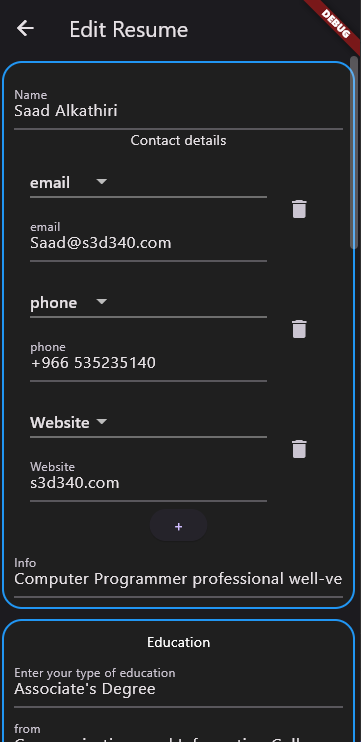 Edit Resume
DEBUG
Name
Saad Alkathiri
Contact details
email
email
Saad@s3d340.com
phone
phone
+966 535235140
Website
Website
s3d340.com
+
Info
Computer Programmer professional well-ve
Education
Enter your type of education
Associate's Degree
from